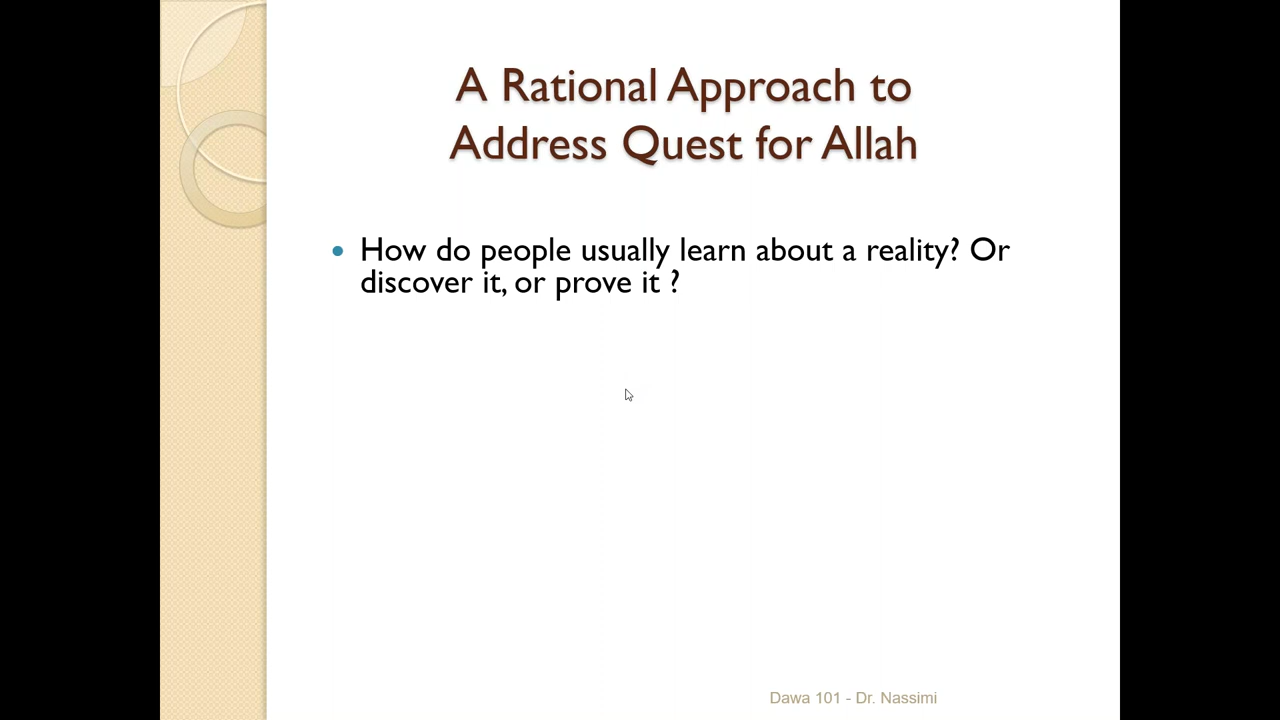 A Rational Approach to
Address Quest for Allah
• How do people usually learn about a reality? Or
discover it, or prove it ?
Dawa 101 - Dr. Nassimi